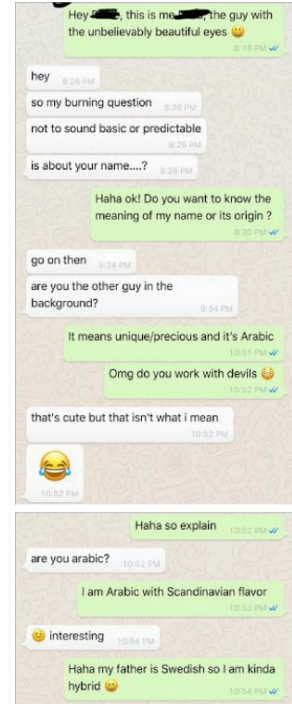 Hey , this is me , the guy with
the unbelievably beautiful eyes 😀
8:18 PM
hey 8:26 PM
so my burning question 8:26 PM
not to sound basic or predictable
8:26 PM
is about your name....? 8:26 PM
Haha ok! Do you want to know the
meaning of my name or its origin ?
8:30 PM
go on then 9:34 PM
are you the other guy in the
background?
9:34 PM
It means unique/precious and it's Arabic
10:51 PM
Omg do you work with devils 😳
10:52 PM
that's cute but that isn't what i mean
10:52 PM
😂
10:52 PM
Haha so explain 10:52 PM
are you arabic? 10:52 PM
I am Arabic with Scandinavian flavor
10:53 PM
😉 interesting 10:54 PM
Haha my father is Swedish so I am kinda
hybrid 😀
10:54 PM